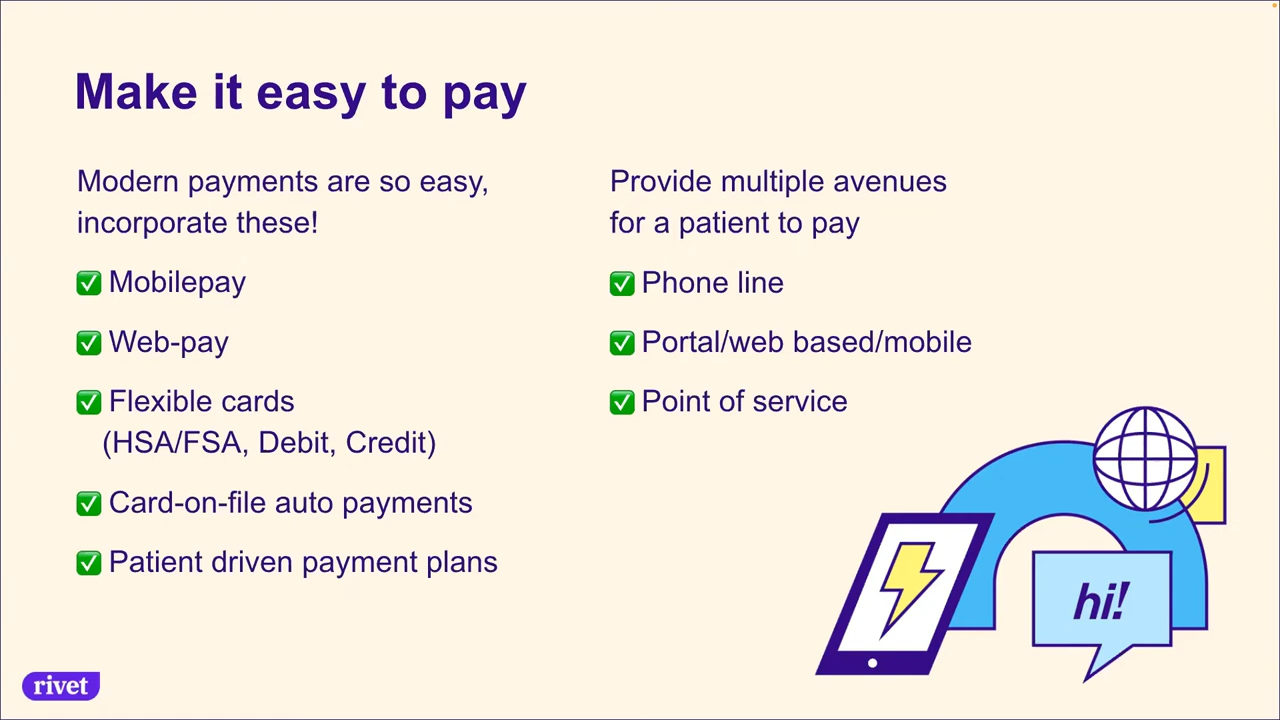 Make it easy to pay
Modern payments are so easy,
incorporate these!
✅ Mobilepay
✅ Web-pay
✅ Flexible cards
(HSA/FSA, Debit, Credit)
✅ Card-on-file auto payments
✅ Patient driven payment plans
Provide multiple avenues
for a patient to pay
✅ Phone line
✅ Portal/web based/mobile
✅ Point of service
hi!
rivet